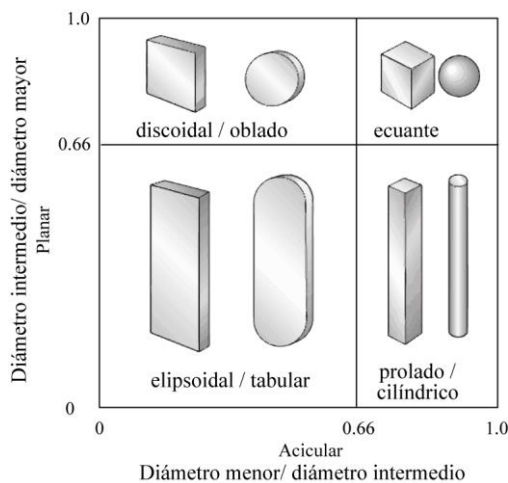 1.0
discoidal / oblado
ecuante
0.66
Diámetro intermedio/ diámetro mayor
Planar
elipsoidal / tabular
prolado /
cilíndrico
0
0
0.66
1.0
Acicular
Diámetro menor/ diámetro intermedio